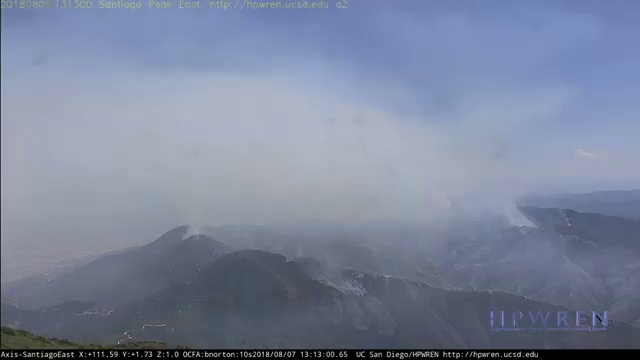 20180807 131300 Santiago Peak East, http://hpwren.ucsd.edu a2
HPWREN
Axis-SantiagoEast X:+111.59 Y:+1.73 Z:1.0 OCFA:bnorton:10s2018/08/07 13:13:00.65 UC San Diego/HPWREN http://hpwren.ucsd.edu